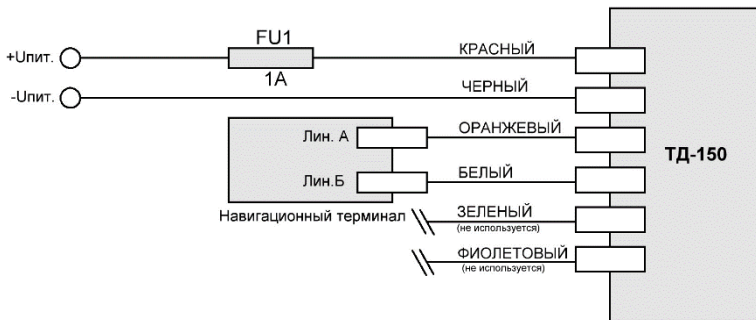 FU1
+Uпит.
КРАСНЫЙ
1А
ЧЕРНЫЙ
-Uпит.
Лин. А
ОРАНЖЕВЫЙ
ТД-150
Лин.Б
БЕЛЫЙ
Навигационный терминал
ЗЕЛЕНЫЙ
(не используется)
ФИОЛЕТОВЫЙ
(не используется)